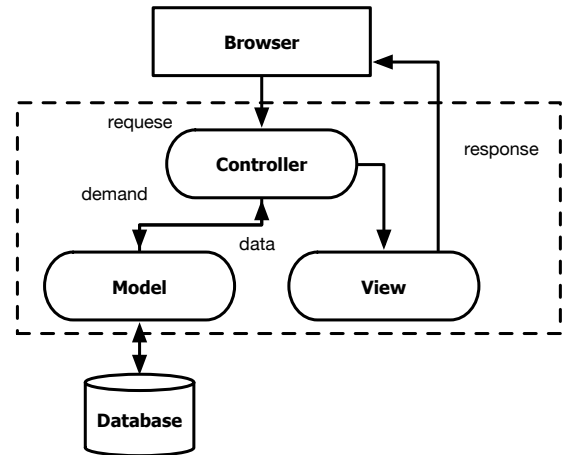 Browser
requese
Controller
response
demand
data
Model
View
Database